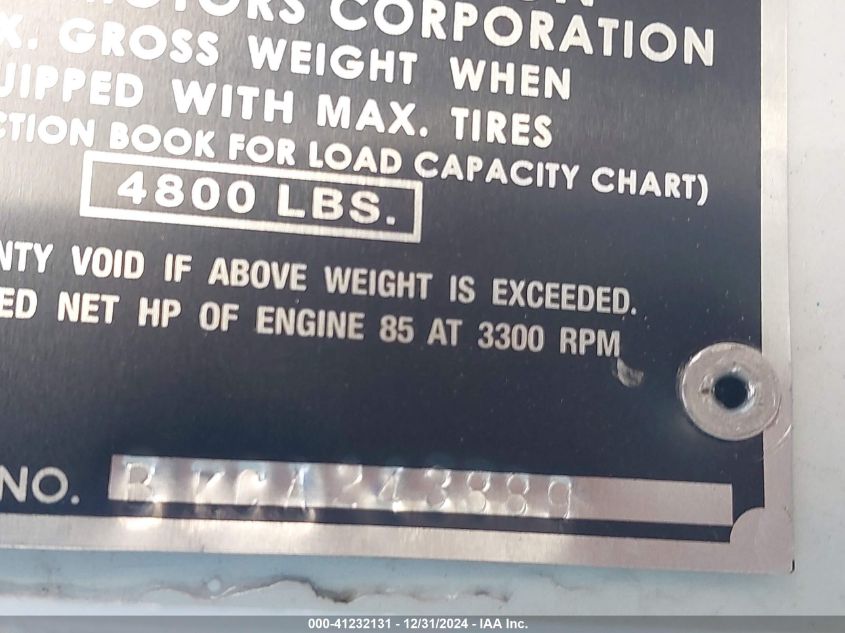 MOTORS CORPORATION
X. GROSS WEIGHT WHEN
UIPPED WITH MAX. TIRES
CTION BOOK FOR LOAD CAPACITY CHART)
4800 LBS.
NTY VOID IF ABOVE WEIGHT IS EXCEEDED.
ED NET HP OF ENGINE 85 AT 3300 RPM
NO.
000-41232131 - 12/31/2024 - IAA Inc.